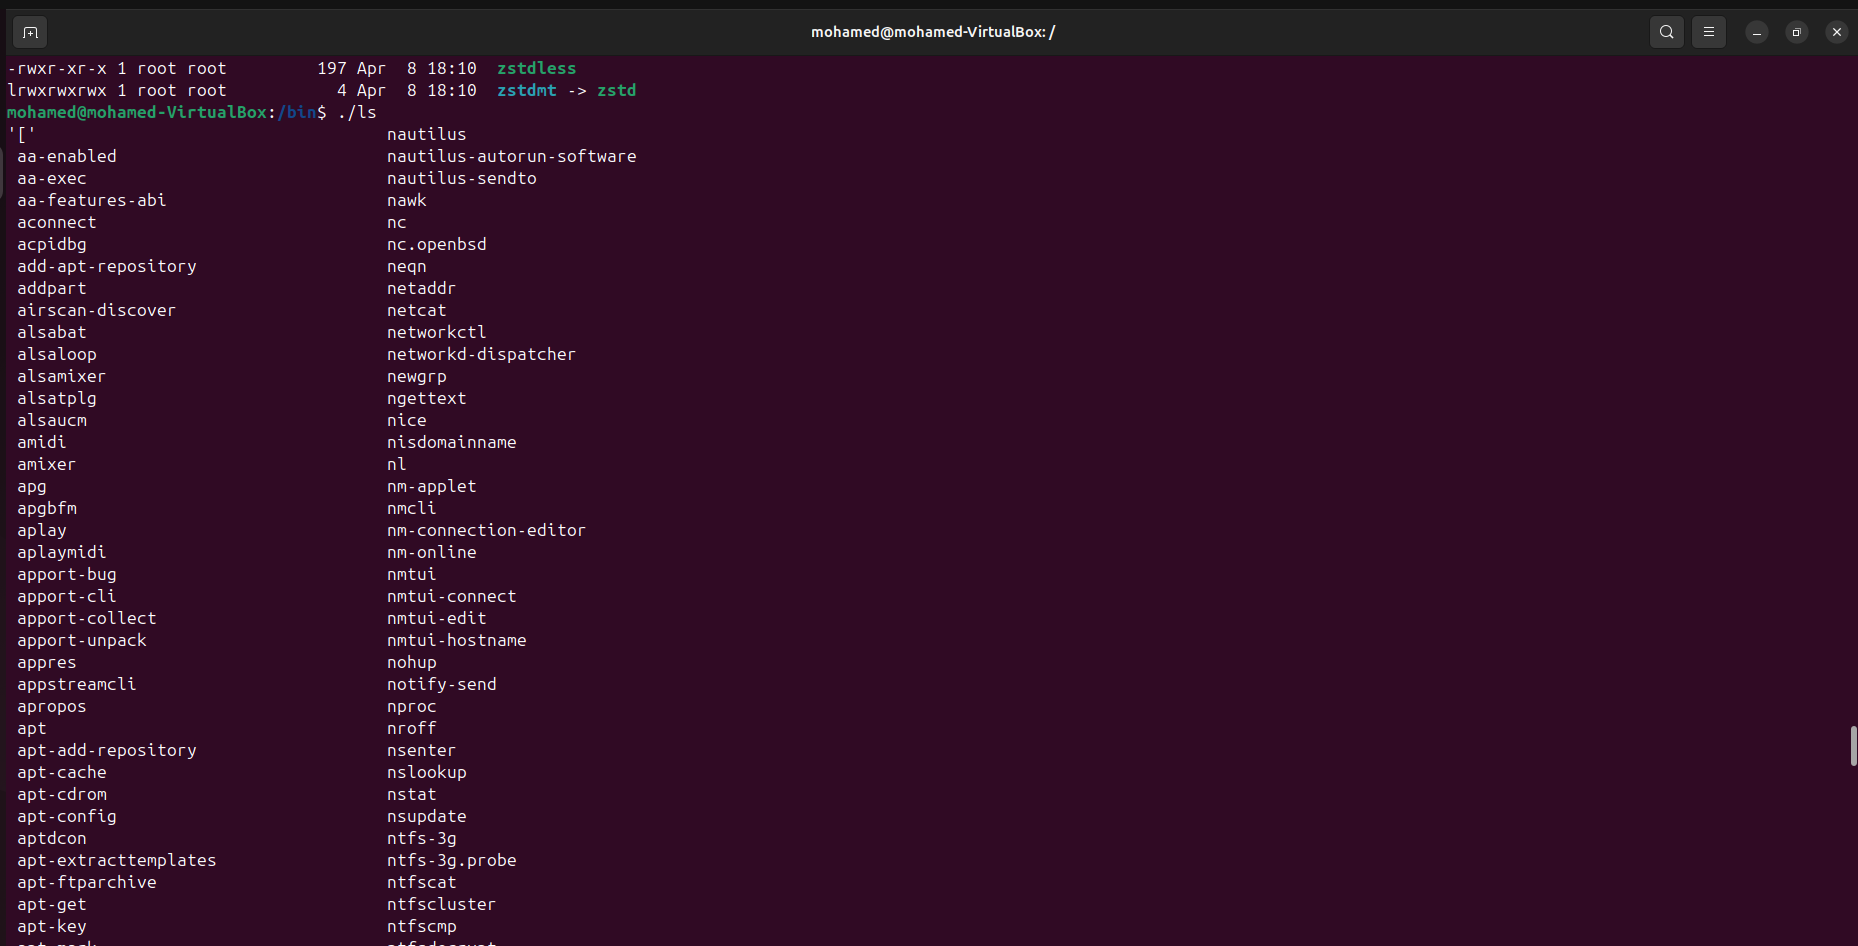 mohamed@mohamed-VirtualBox: /
-rwxr-xr-x 1 root root         197 Apr  8 18:10  zstdless
lrwxrwxrwx 1 root root           4 Apr  8 18:10  zstdmt -> zstd
mohamed@mohamed-VirtualBox:/bin$ ./ls
'['                                   nautilus
 aa-enabled                           nautilus-autorun-software
 aa-exec                              nautilus-sendto
 aa-features-abi                      nawk
 aconnect                             nc
 acpidbg                              nc.openbsd
 add-apt-repository                   neqn
 addpart                              netaddr
 airscan-discover                     netcat
 alsabat                              networkctl
 alsaloop                             networkd-dispatcher
 alsamixer                            newgrp
 alsatplg                             ngettext
 alsaucm                              nice
 amidi                                nisdomainname
 amixer                               nl
 apg                                  nm-applet
 apgbfm                               nmcli
 aplay                                nm-connection-editor
 aplaymidi                            nm-online
 apport-bug                           nmtui
 apport-cli                           nmtui-connect
 apport-collect                       nmtui-edit
 apport-unpack                        nmtui-hostname
 appres                               nohup
 appstreamcli                         notify-send
 apropos                              nproc
 apt                                  nroff
 apt-add-repository                   nsenter
 apt-cache                            nslookup
 apt-cdrom                            nstat
 apt-config                           nsupdate
 aptdcon                              ntfs-3g
 apt-extracttemplates                 ntfs-3g.probe
 apt-ftparchive                       ntfscat
 apt-get                              ntfscluster
 apt-key                              ntfscmp